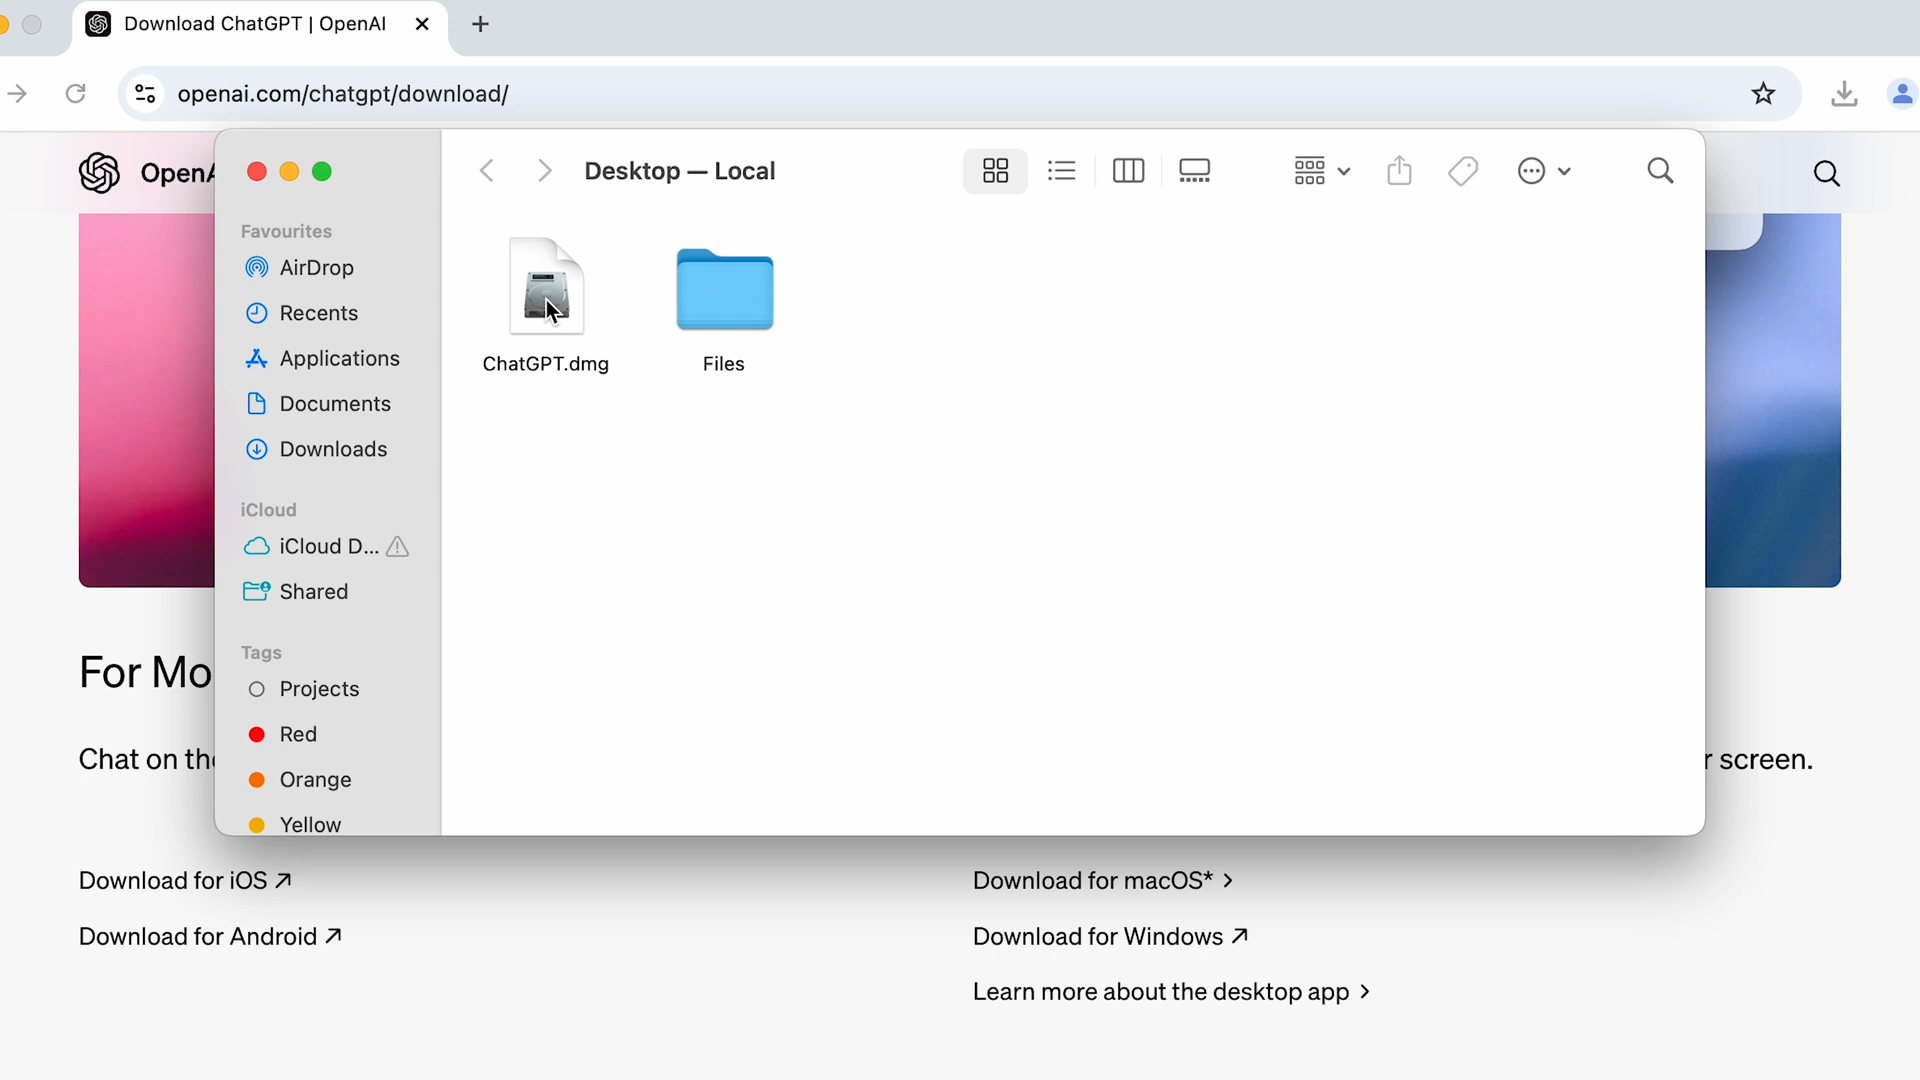 Download ChatGPT | OpenAI
openai.com/chatgpt/download/
OpenA
Desktop — Local
Favourites
AirDrop
Recents
Applications
Documents
Downloads
iCloud
iCloud D...
Shared
Tags
Projects
Red
Orange
Yellow
ChatGPT.dmg
Files
For Mo
Chat on the
r screen.
Download for iOS ↗
Download for Android ↗
Download for macOS* >
Download for Windows ↗
Learn more about the desktop app >